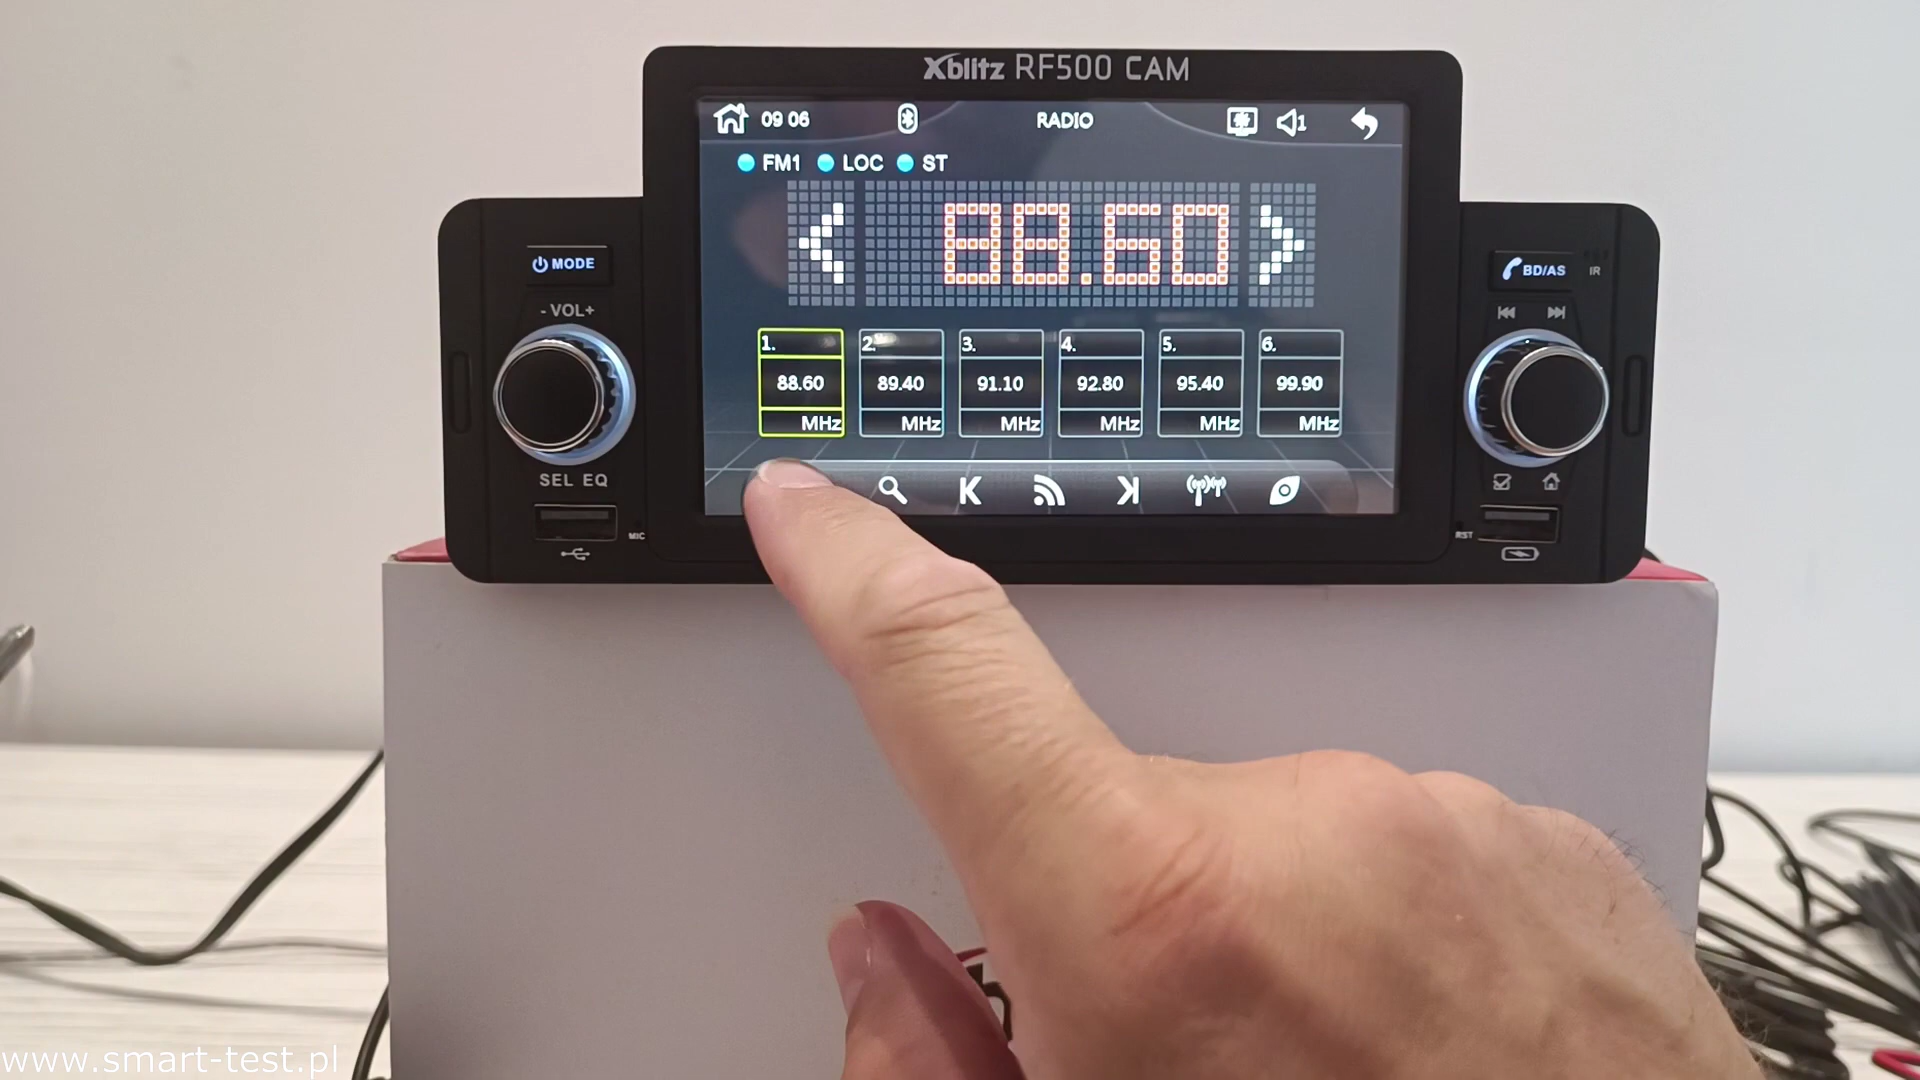 Xblitz RF500 CAM
09 06 RADIO 1
FM1 LOC ST
88.60
1. 2. 3. 4. 5. 6.
88.60 89.40 91.10 92.80 95.40 99.90
MHz MHz MHz MHz MHz MHz
MODE
- VOL+
SEL EQ
MIC
BD/AS
IR
RST
www.smart-test.pl